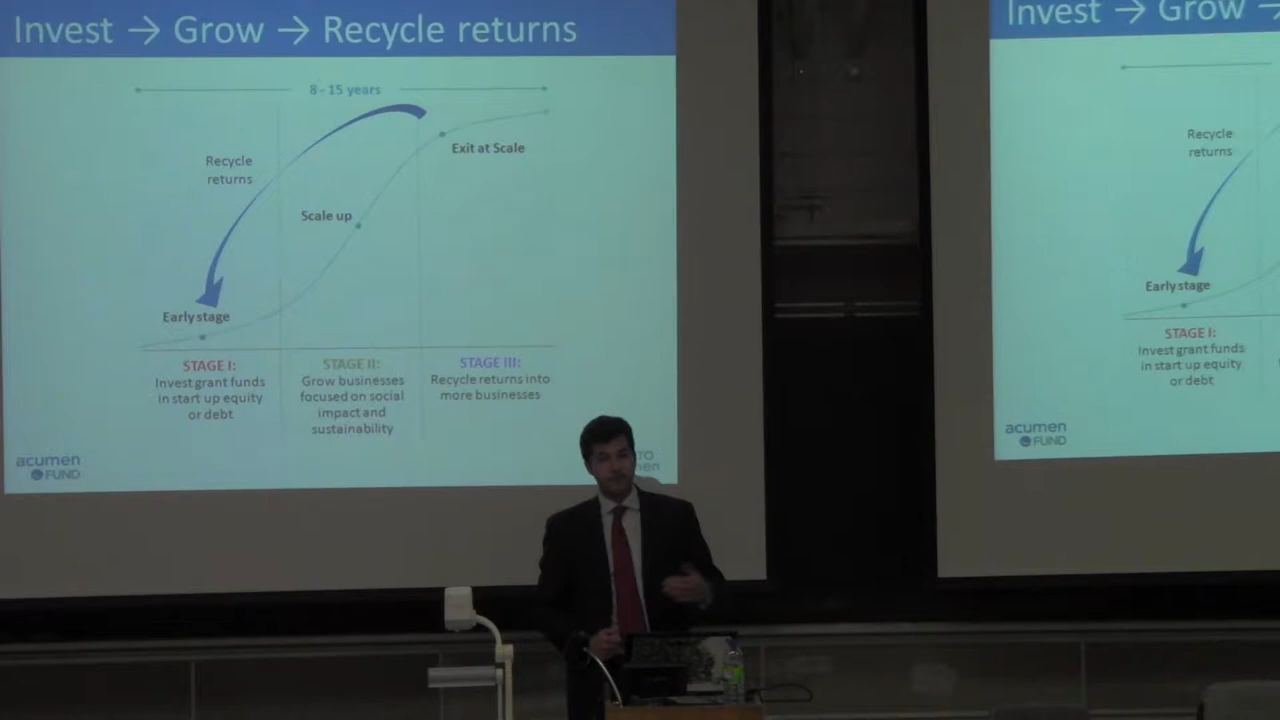 Invest → Grow → Recycle returns
8 - 15 years
Recycle
returns
Exit at Scale
Scale up
Early stage
STAGE I:
Invest grant funds
in start up equity
or debt
STAGE II:
Grow businesses
focused on social
impact and
sustainability
STAGE III:
Recycle returns into
more businesses
acumen
FUND
TO
Invest → Grow →
Recycle
returns
Early stage
STAGE I:
Invest grant funds
in start up equity
or debt
acumen
FUND